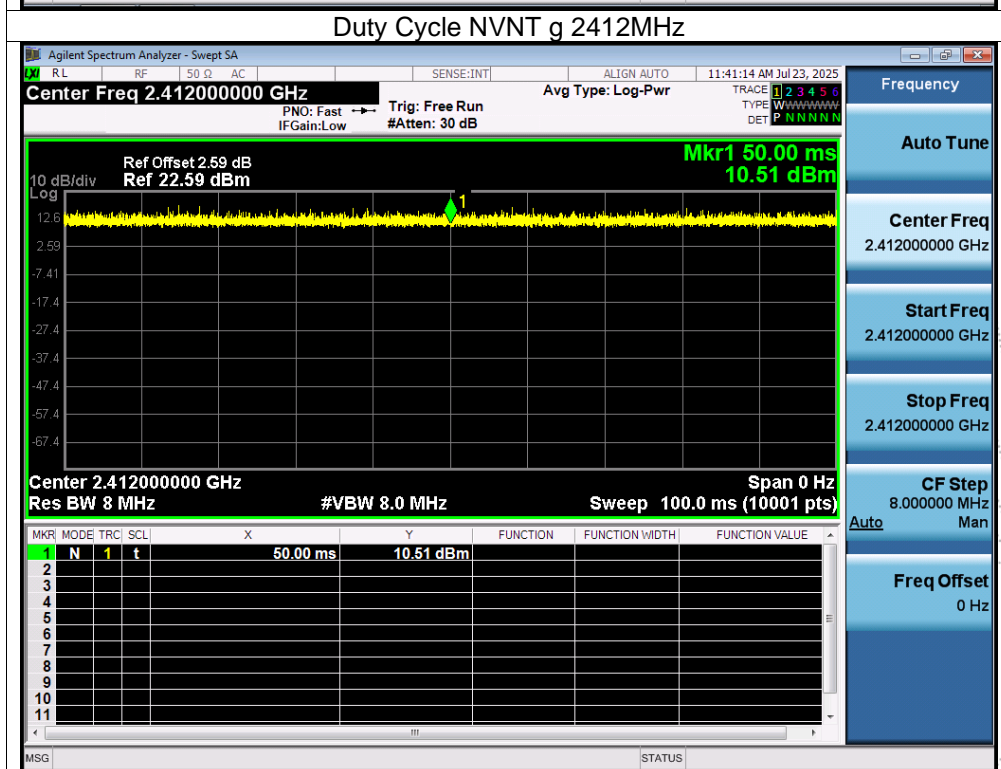 Duty Cycle NVNT g 2412MHz
Agilent Spectrum Analyzer - Swept SA
LXI RL RF 50 Ω AC SENSE:INT ALIGN AUTO 11:41:14 AM Jul 23, 2025
Center Freq 2.412000000 GHz
PNO: Fast
IFGain:Low
Trig: Free Run
#Atten: 30 dB
Avg Type: Log-Pwr
TRACE 1 2 3 4 5 6
TYPE WWWWWW
DET P N N N N N
Mkr1 50.00 ms
10.51 dBm
Ref Offset 2.59 dB
10 dB/div Ref 22.59 dBm
Log
1
12.6
2.59
-7.41
-17.4
-27.4
-37.4
-47.4
-57.4
-67.4
Center 2.412000000 GHz Span 0 Hz
Res BW 8 MHz #VBW 8.0 MHz Sweep 100.0 ms (10001 pts)
MKR MODE TRC SCL X Y FUNCTION FUNCTION WIDTH FUNCTION VALUE
1 N 1 t 50.00 ms 10.51 dBm
2
3
4
5
6
7
8
9
10
11
MSG STATUS
Frequency
Auto Tune
Center Freq
2.412000000 GHz
Start Freq
2.412000000 GHz
Stop Freq
2.412000000 GHz
CF Step
8.000000 MHz
Auto Man
Freq Offset
0 Hz